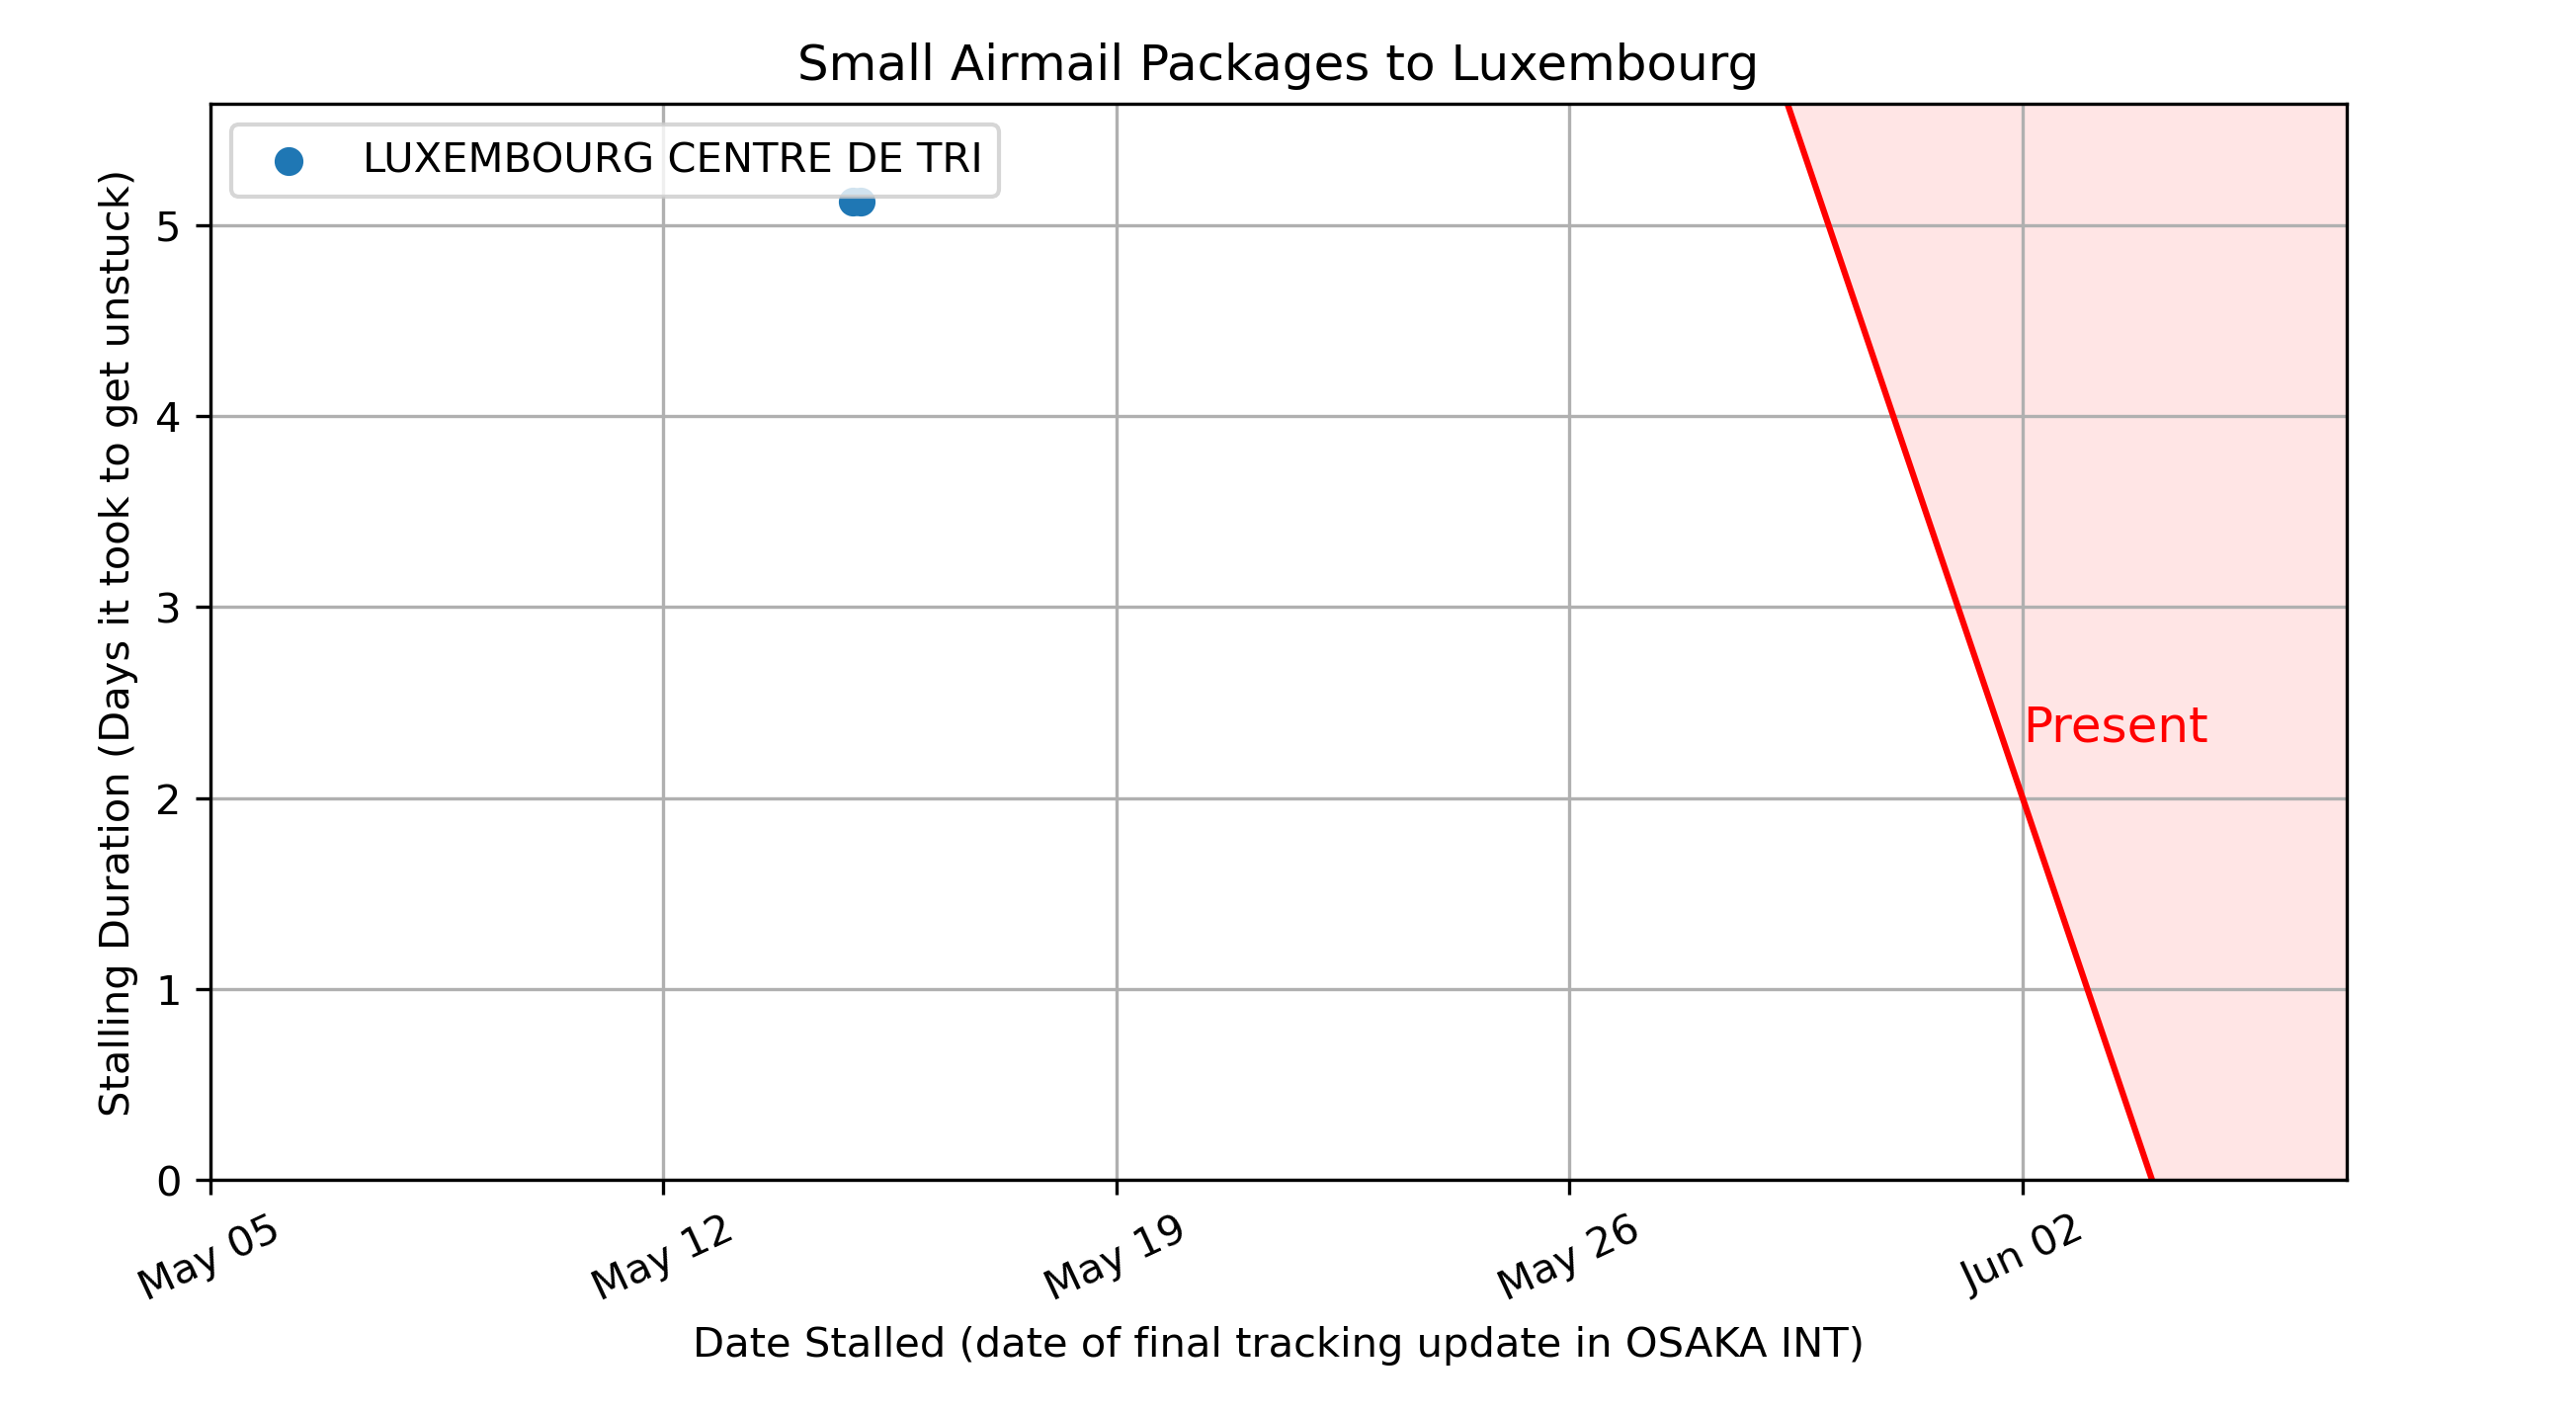 Small Airmail Packages to Luxembourg
LUXEMBOURG CENTRE DE TRI
Stalling Duration (Days it took to get unstuck)
5
4
3
2
1
0
Present
May 05
May 12
May 19
May 26
Jun 02
Date Stalled (date of final tracking update in OSAKA INT)